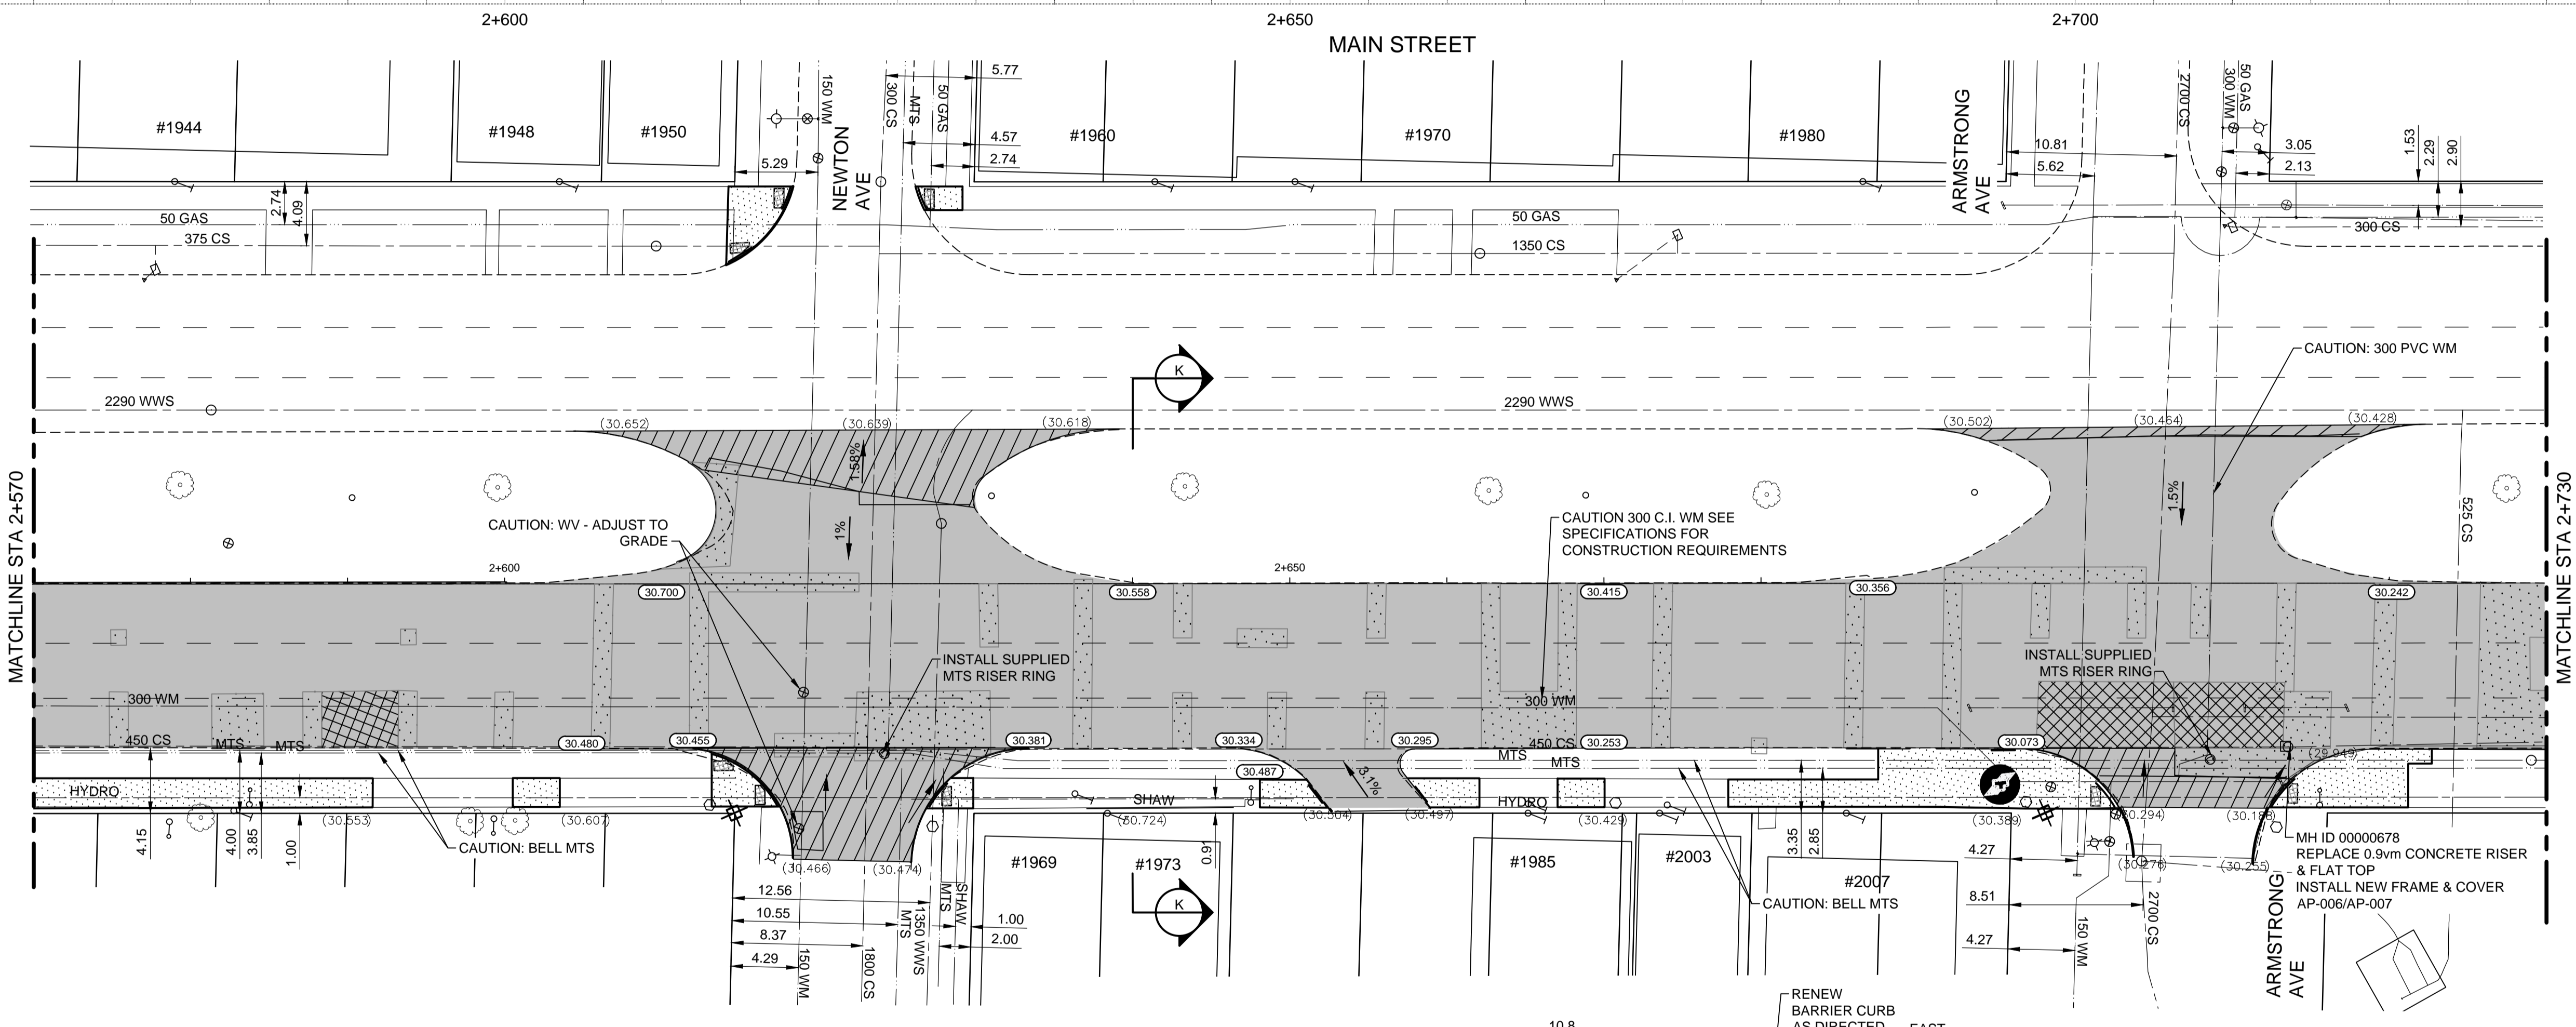 2+600
2+650
2+700
MAIN STREET
#1944
#1948
#1950
#1960
#1970
#1980
150 WM
300 CS
MTS
50 GAS
5.77
4.57
2.74
5.29
NEWTON
AVE
ARMSTRONG
AVE
10.81
5.62
2700 CS
300 WM
50 GAS
3.05
2.13
1.53
2.29
2.90
2.74
4.09
50 GAS
375 CS
50 GAS
1350 CS
300 CS
K
CAUTION: 300 PVC WM
2290 WWS
2290 WWS
(30.652)
(30.639)
(30.618)
(30.502)
(30.464)
(30.428)
1.58%
1%
1.5%
525 CS
MATCHLINE STA 2+570
MATCHLINE STA 2+730
CAUTION: WV - ADJUST TO
GRADE
CAUTION 300 C.I. WM SEE
SPECIFICATIONS FOR
CONSTRUCTION REQUIREMENTS
2+600
2+650
30.700
30.558
30.415
30.356
30.242
INSTALL SUPPLIED
MTS RISER RING
INSTALL SUPPLIED
MTS RISER RING
300 WM
300 WM
450 CS
MTS
MTS
30.480
30.455
30.381
30.334
30.295
450 CS
30.253
30.073
(29.949)
MTS
MTS
30.487
3.1%
HYDRO
SHAW
HYDRO
(30.553)
(30.607)
(30.724)
(30.504)
(30.497)
(30.429)
(30.389)
(30.294)
(30.188)
4.15
4.00
3.85
1.00
CAUTION: BELL MTS
(30.466)
(30.474)
#1969
#1973
0.91
#1985
#2003
#2007
3.35
2.85
CAUTION: BELL MTS
4.27
8.51
4.27
(30.276)
(30.255)
MH ID 00000678
REPLACE 0.9vm CONCRETE RISER
& FLAT TOP
INSTALL NEW FRAME & COVER
AP-006/AP-007
12.56
10.55
8.37
4.29
150 WM
1800 CS
MTS
1350 WWS
MTS
SHAW
1.00
2.00
K
150 WM
2700 CS
ARMSTRONG
AVE
RENEW
BARRIER CURB
AS DIRECTED
EAST
10.8